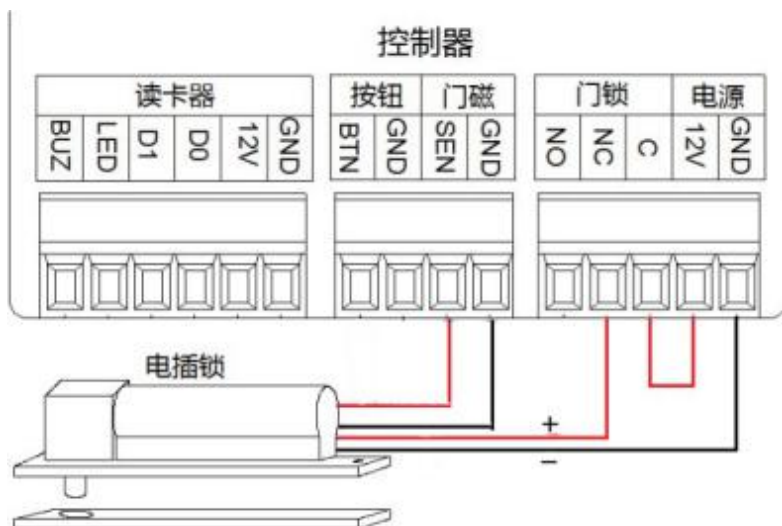 控制器
读卡器 按钮 门磁 门锁 电源
BUZ LED D1 D0 12V GND BTN GND SEN GND NO NC C 12V GND
电插锁
+
−